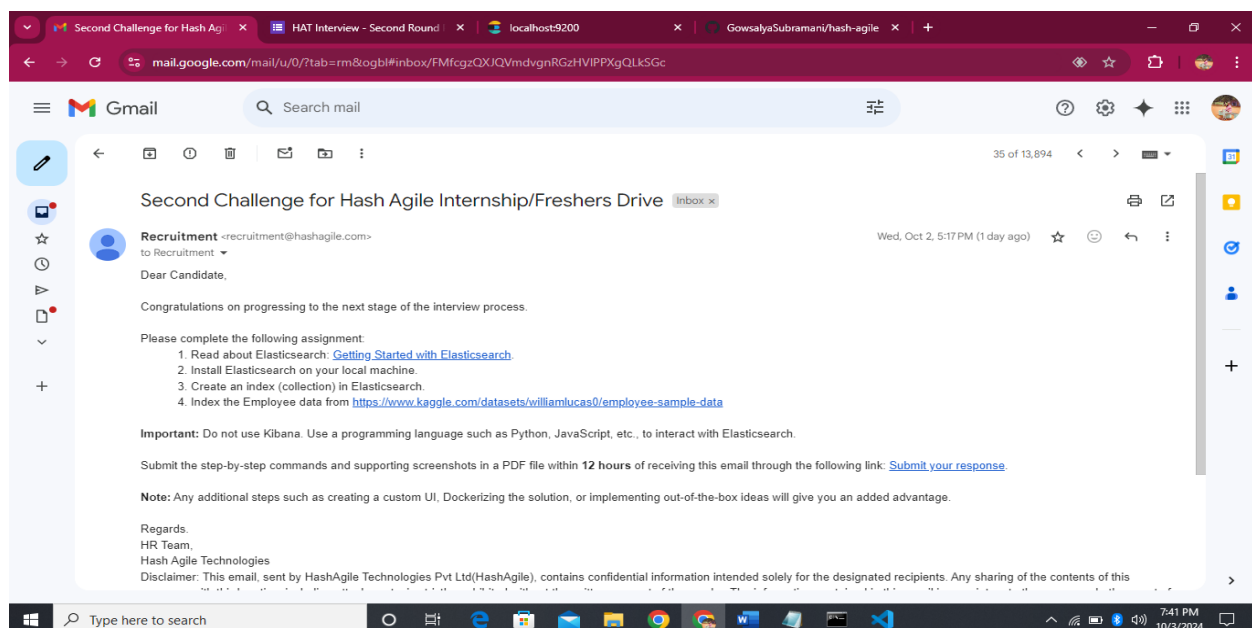 Second Challenge for Hash Agil
HAT Interview - Second Round
localhost:9200
GowsalyaSubramani/hash-agile
mail.google.com/mail/u/0/?tab=rm&ogbl#inbox/FMfcgzQXJQVmdvgnRGzHVIPPXgQLkSGc
Gmail
Search mail
35 of 13,894
31
Second Challenge for Hash Agile Internship/Freshers Drive Inbox x
Recruitment <recruitment@hashagile.com>
Wed, Oct 2, 5:17 PM (1 day ago)
to Recruitment
Dear Candidate,
Congratulations on progressing to the next stage of the interview process.
Please complete the following assignment:
1. Read about Elasticsearch: Getting Started with Elasticsearch.
2. Install Elasticsearch on your local machine.
3. Create an index (collection) in Elasticsearch.
4. Index the Employee data from https://www.kaggle.com/datasets/williamlucas0/employee-sample-data
Important: Do not use Kibana. Use a programming language such as Python, JavaScript, etc., to interact with Elasticsearch.
Submit the step-by-step commands and supporting screenshots in a PDF file within 12 hours of receiving this email through the following link: Submit your response.
Note: Any additional steps such as creating a custom UI, Dockerizing the solution, or implementing out-of-the-box ideas will give you an added advantage.
Regards.
HR Team,
Hash Agile Technologies
Disclaimer: This email, sent by HashAgile Technologies Pvt Ltd(HashAgile), contains confidential information intended solely for the designated recipients. Any sharing of the contents of this
Type here to search
7:41 PM
10/3/2024